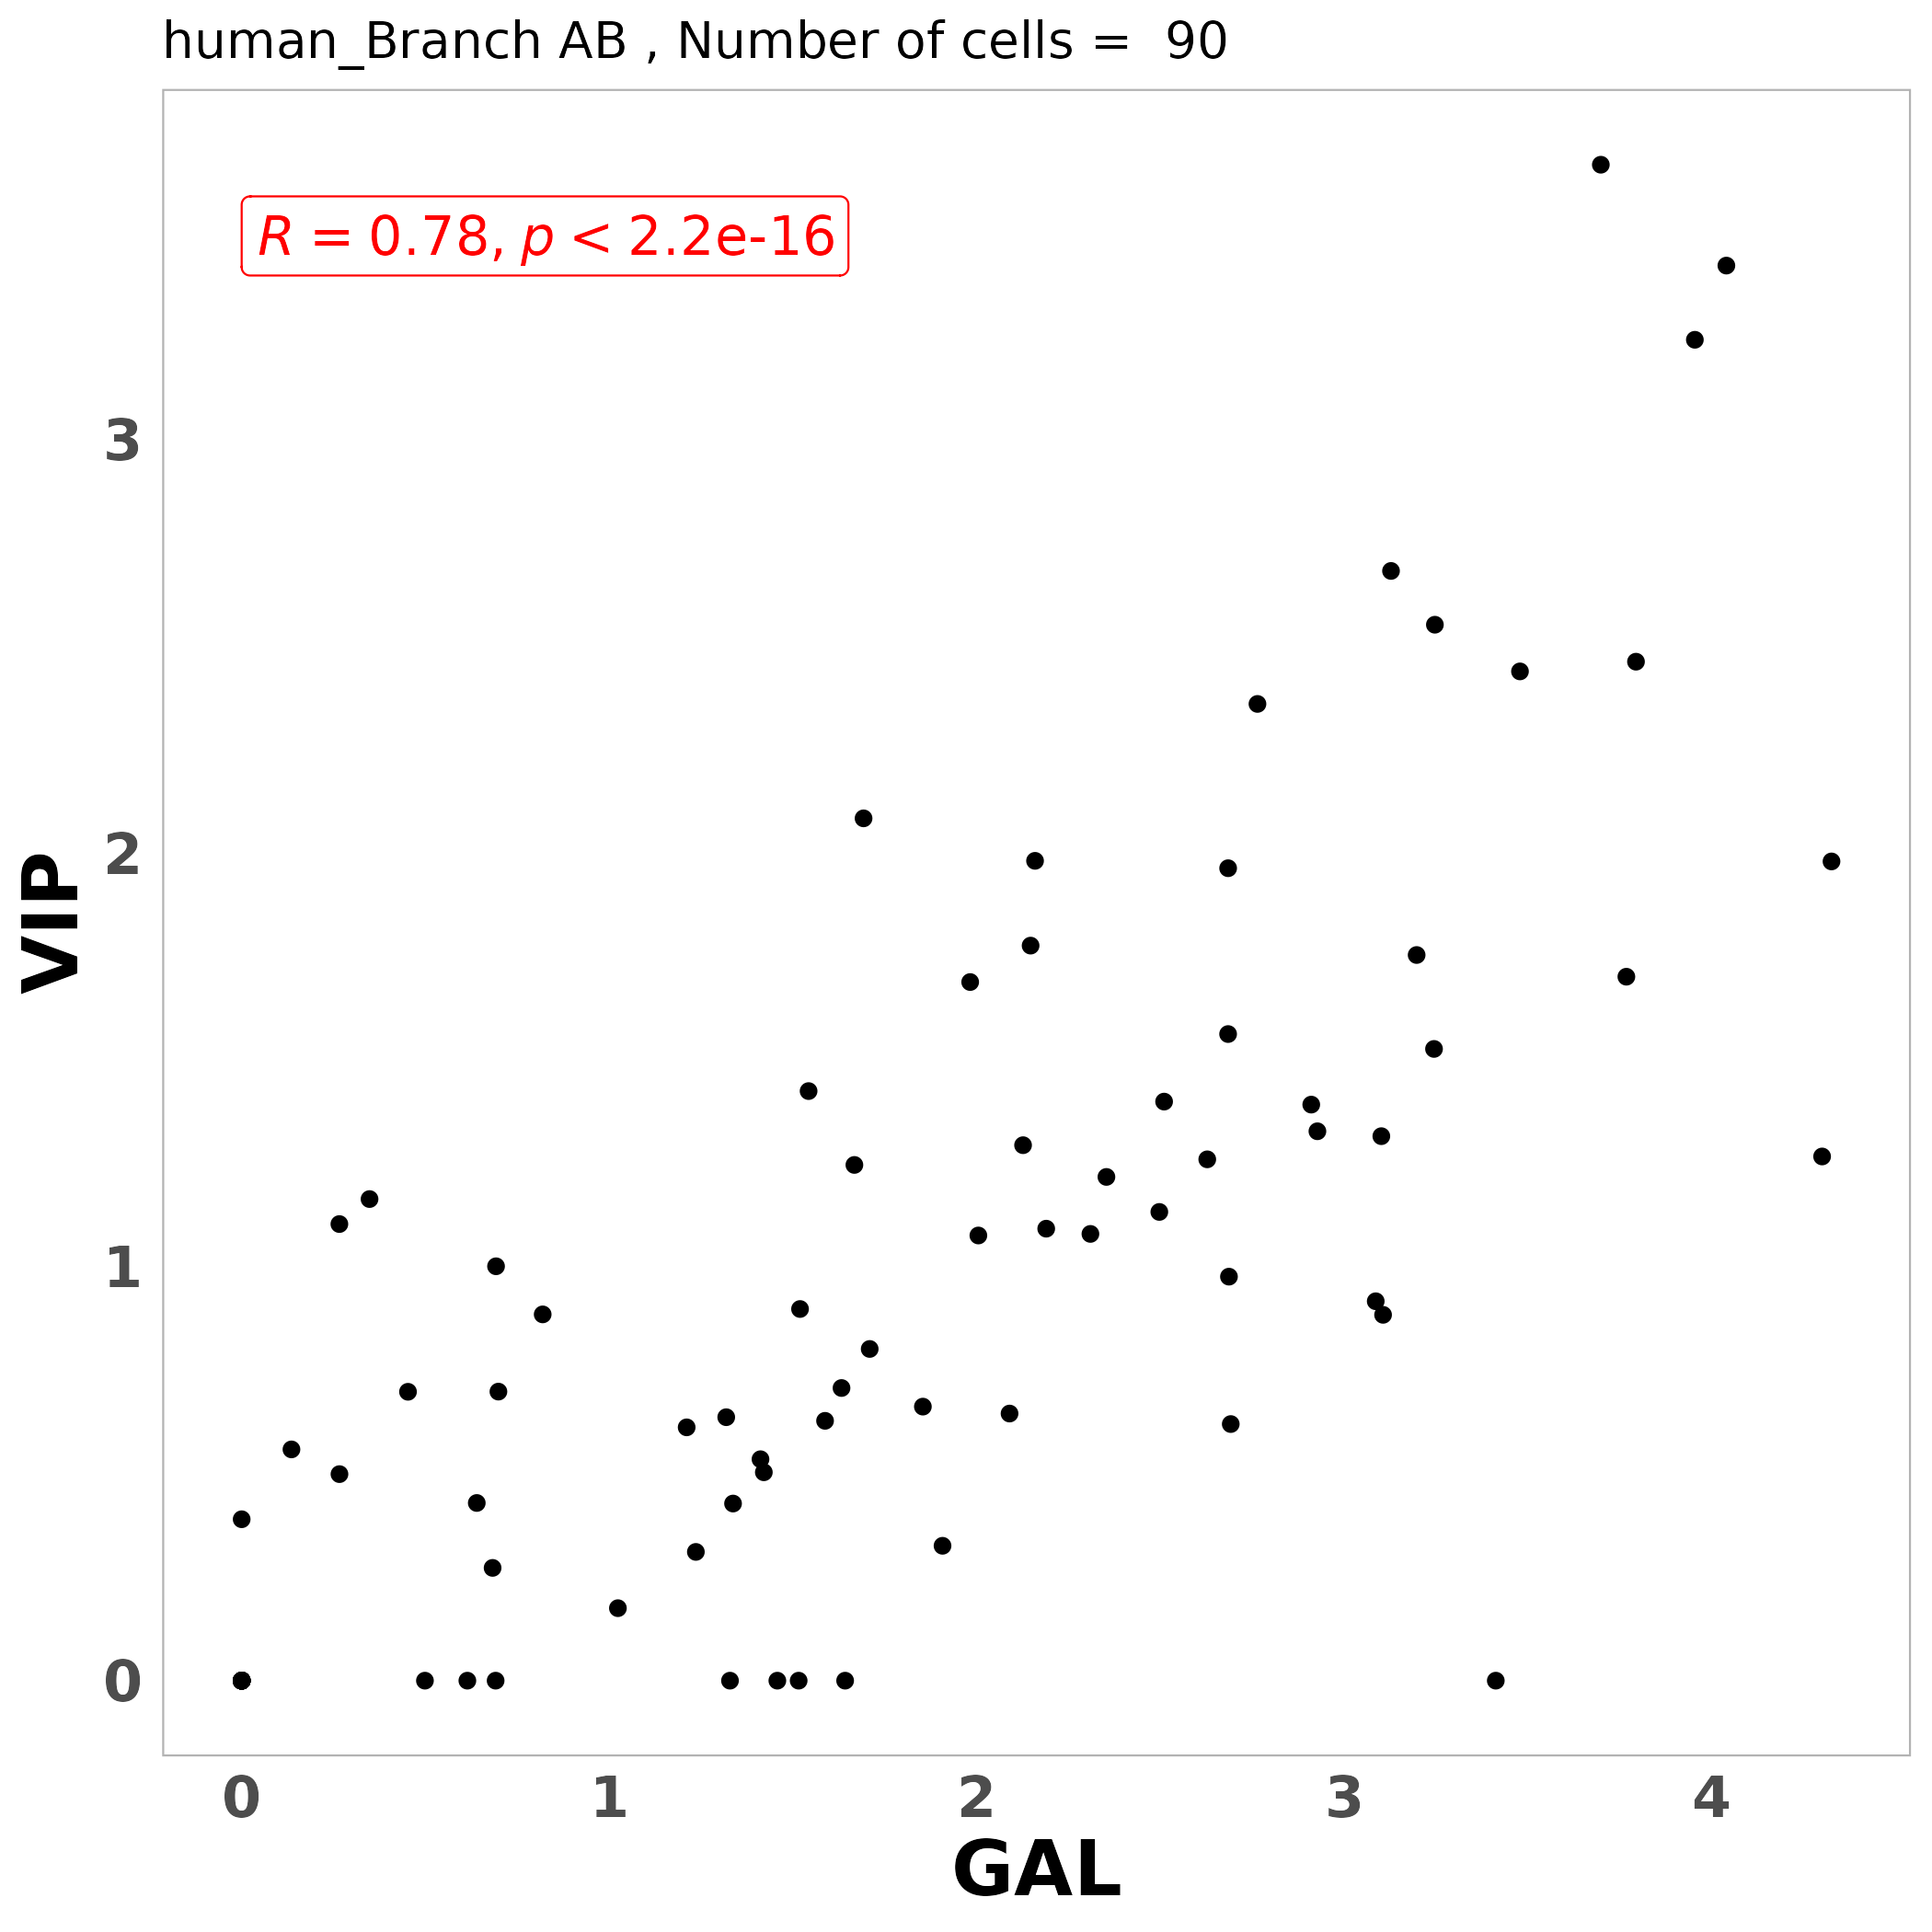 human_Branch AB , Number of cells =  90
R = 0.78, p < 2.2e-16
3
2
1
0
VIP
0 1 2 3 4
GAL